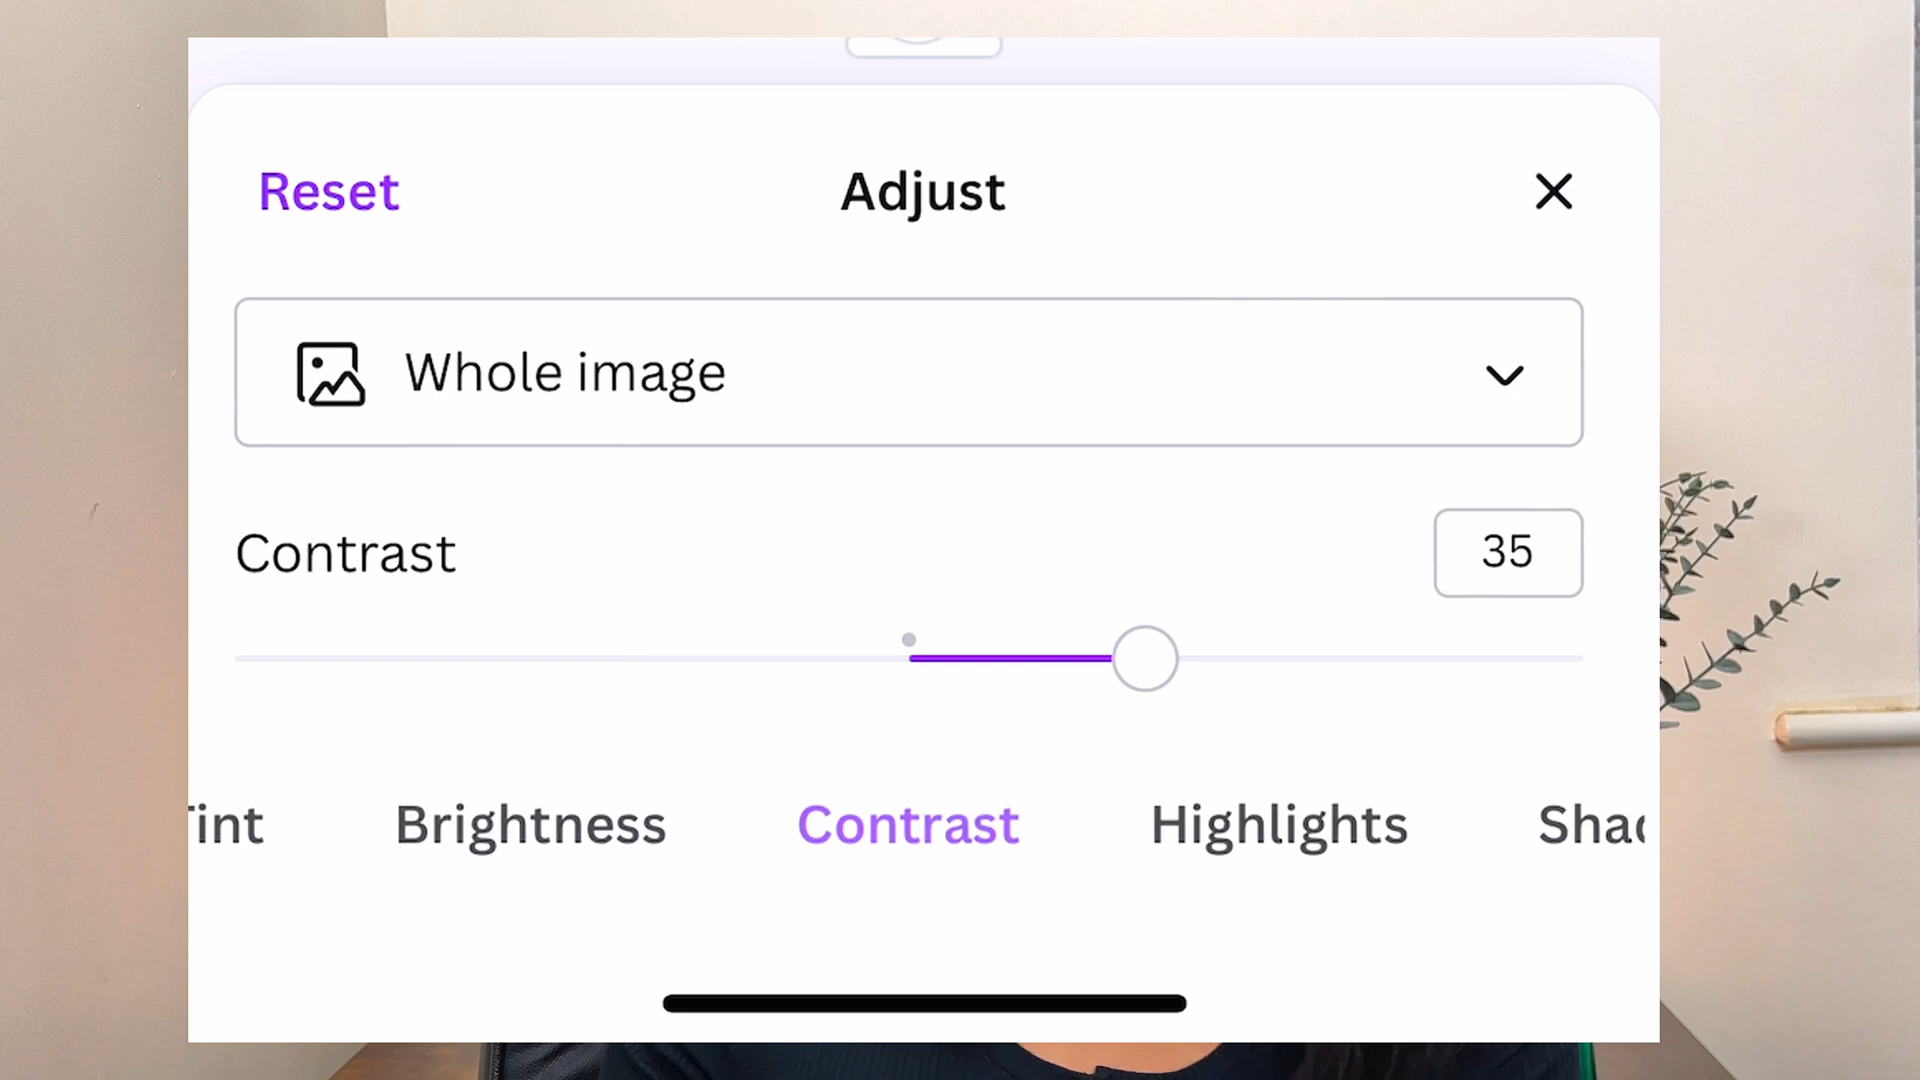 Reset Adjust
Whole image
Contrast 35
Brightness Contrast Highlights